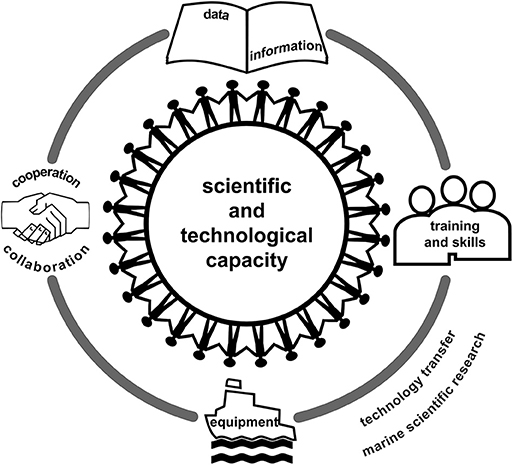 data
information
cooperation
collaboration
scientific
and
technological
capacity
training
and skills
equipment
technology transfer
marine scientific research